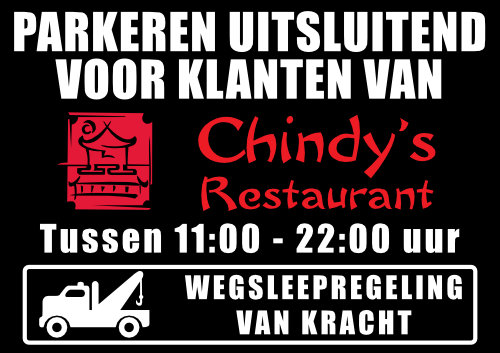 PARKEREN UITSLUITEND
VOOR KLANTEN VAN
Chindy's
Restaurant
Tussen 11:00 - 22:00 uur
WEGSLEEPREGELING
VAN KRACHT